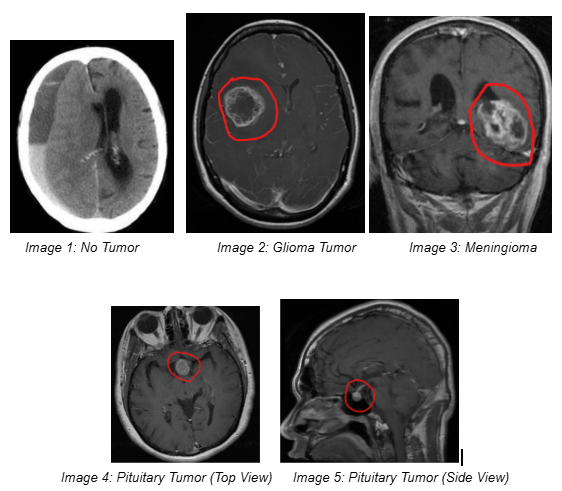 Image 1: No Tumor
Image 2: Glioma Tumor
Image 3: Meningioma
Image 4: Pituitary Tumor (Top View)
Image 5: Pituitary Tumor (Side View)